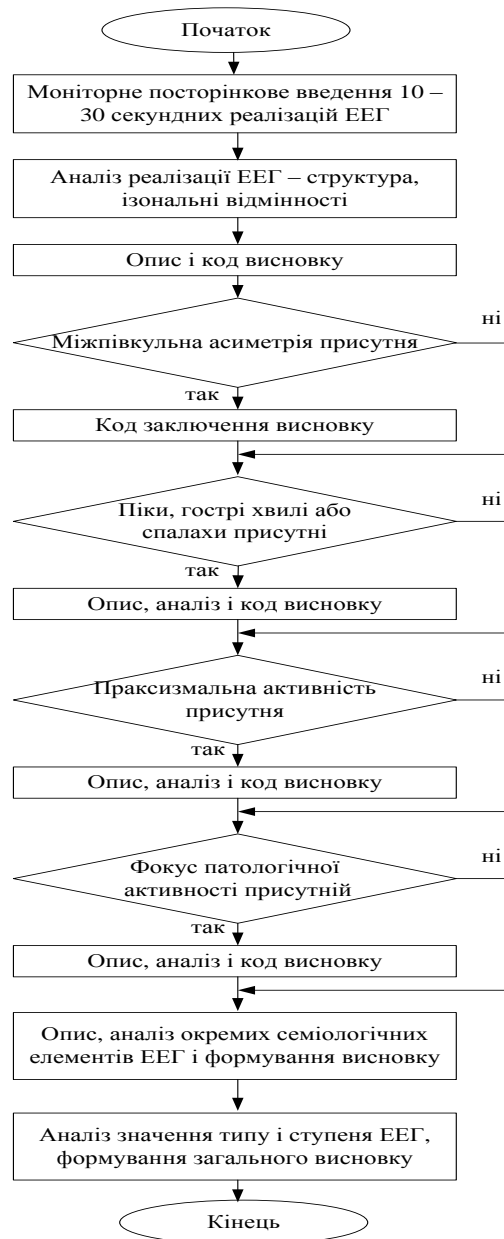 Початок
Моніторне посторінкове введення 10 –
30 секундних реалізацій ЕЕГ
Аналіз реалізації ЕЕГ – структура,
ізональні відмінності
Опис і код висновку
Міжпівкульна асиметрія присутня
ні
так
Код заключення висновку
Піки, гострі хвилі або
спалахи присутні
ні
так
Опис, аналіз і код висновку
Праксизмальна активність
присутня
ні
так
Опис, аналіз і код висновку
Фокус патологічної
активності присутній
ні
так
Опис, аналіз і код висновку
Опис, аналіз окремих семіологічних
елементів ЕЕГ і формування висновку
Аналіз значення типу і ступеня ЕЕГ,
формування загального висновку
Кінець